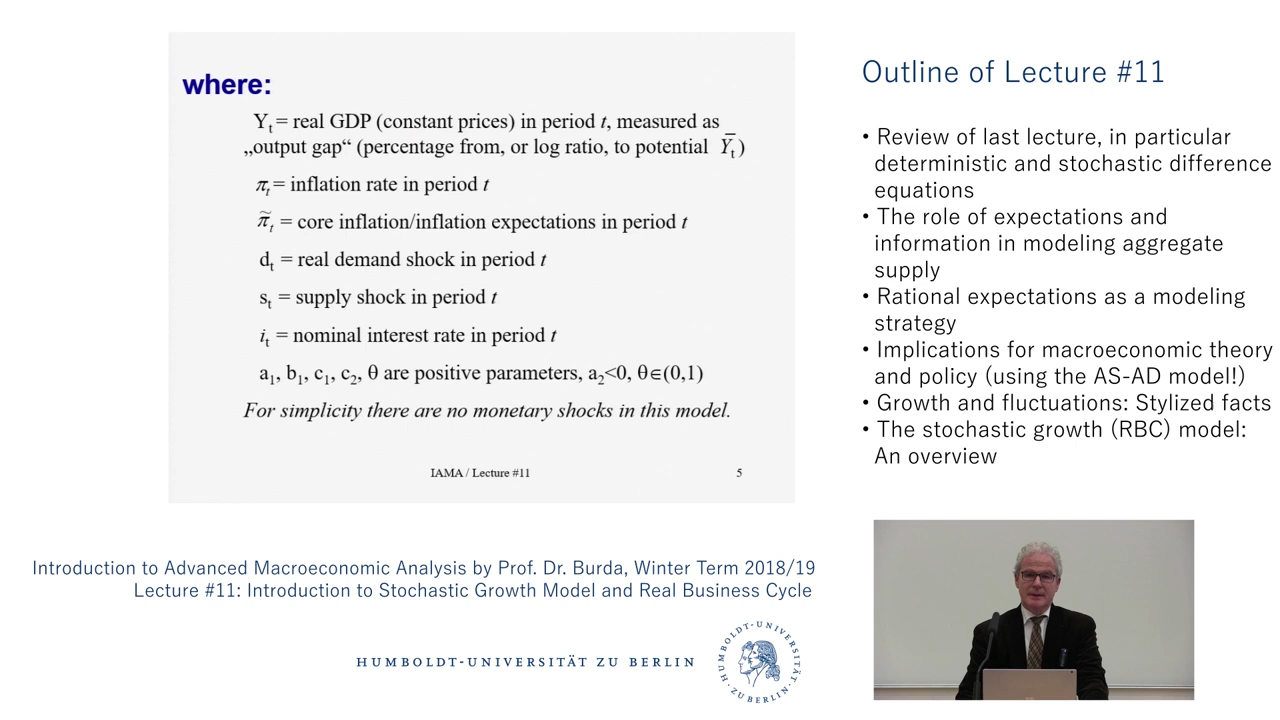 where:
Yt = real GDP (constant prices) in period t, measured as
„output gap“ (percentage from, or log ratio, to potential Ȳt)
πt = inflation rate in period t
π̃t = core inflation/inflation expectations in period t
dt = real demand shock in period t
st = supply shock in period t
it = nominal interest rate in period t
a1, b1, c1, c2, θ are positive parameters, a2<0, θ∈(0,1)
For simplicity there are no monetary shocks in this model.
IAMA / Lecture #11 5
Outline of Lecture #11
• Review of last lecture, in particular
deterministic and stochastic difference
equations
• The role of expectations and
information in modeling aggregate
supply
• Rational expectations as a modeling
strategy
• Implications for macroeconomic theory
and policy (using the AS-AD model!)
• Growth and fluctuations: Stylized facts
• The stochastic growth (RBC) model:
An overview
Introduction to Advanced Macroeconomic Analysis by Prof. Dr. Burda, Winter Term 2018/19
Lecture #11: Introduction to Stochastic Growth Model and Real Business Cycle
HUMBOLDT-UNIVERSITÄT ZU BERLIN
HUMBOLDT-UNIVERSITÄT ZU BERLIN